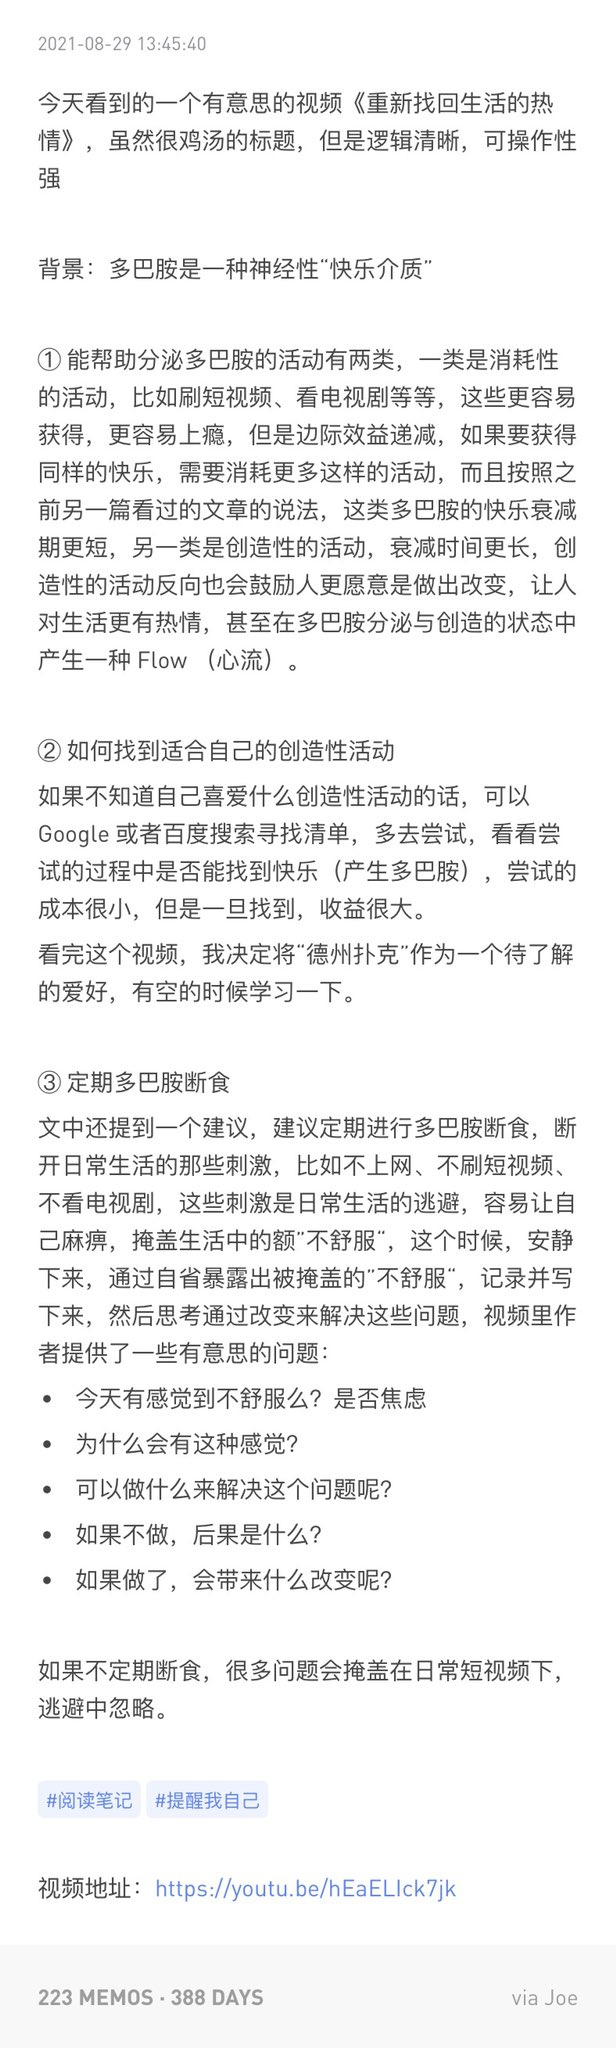 2021-08-29 13:45:40
今天看到的一个有意思的视频《重新找回生活的热
情》，虽然很鸡汤的标题，但是逻辑清晰，可操作性
强
背景：多巴胺是一种神经性“快乐介质”
① 能帮助分泌多巴胺的活动有两类，一类是消耗性
的活动，比如刷短视频、看电视剧等等，这些更容易
获得，更容易上瘾，但是边际效益递减，如果要获得
同样的快乐，需要消耗更多这样的活动，而且按照之
前另一篇看过的文章的说法，这类多巴胺的快乐衰减
期更短，另一类是创造性的活动，衰减时间更长，创
造性的活动反向也会鼓励人更愿意是做出改变，让人
对生活更有热情，甚至在多巴胺分泌与创造的状态中
产生一种 Flow （心流）。
② 如何找到适合自己的创造性活动
如果不知道自己喜爱什么创造性活动的话，可以
Google 或者百度搜索寻找清单，多去尝试，看看尝
试的过程中是否能找到快乐（产生多巴胺），尝试的
成本很小，但是一旦找到，收益很大。
看完这个视频，我决定将“德州扑克”作为一个待了解
的爱好，有空的时候学习一下。
③ 定期多巴胺断食
文中还提到一个建议，建议定期进行多巴胺断食，断
开日常生活的那些刺激，比如不上网、不刷短视频、
不看电视剧，这些刺激是日常生活的逃避，容易让自
己麻痹，掩盖生活中的额”不舒服“，这个时候，安静
下来，通过自省暴露出被掩盖的”不舒服“，记录并写
下来，然后思考通过改变来解决这些问题，视频里作
者提供了一些有意思的问题：
• 今天有感觉到不舒服么？是否焦虑
• 为什么会有这种感觉？
• 可以做什么来解决这个问题呢？
• 如果不做，后果是什么？
• 如果做了，会带来什么改变呢？
如果不定期断食，很多问题会掩盖在日常短视频下，
逃避中忽略。
#阅读笔记 #提醒我自己
视频地址：https://youtu.be/hEaELIck7jk
223 MEMOS · 388 DAYS via Joe